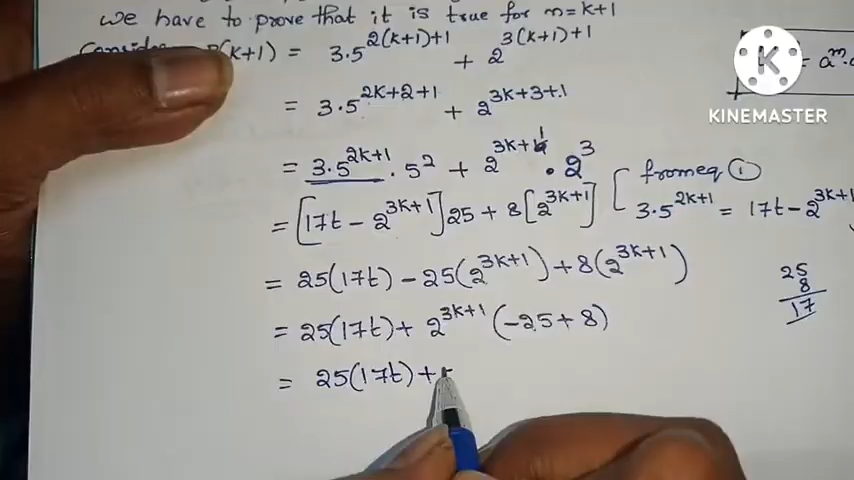 we have to prove that it is true for n=k+1
Consider P(k+1) = 3·5^{2(k+1)+1} + 2^{3(k+1)+1}
= 3·5^{2k+2+1} + 2^{3k+3+1}
= 3·5^{2k+1}·5^2 + 2^{3k+1}·2^3
= [17t - 2^{3k+1}]25 + 8[2^{3k+1}] [from eq ①
3·5^{2k+1} = 17t - 2^{3k+1}
= 25(17t) - 25(2^{3k+1}) + 8(2^{3k+1})
= 25(17t) + 2^{3k+1}(-25+8)
= 25(17t) + -
25
8
17
= a^m·a
K
KINEMASTER